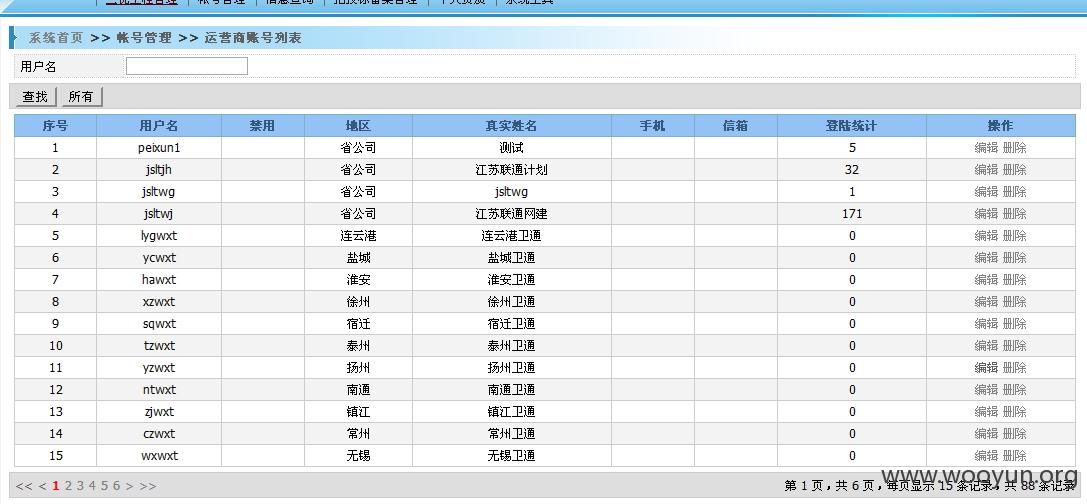 系统首页 >> 帐号管理 >> 运营商账号列表
用户名
查找 所有
序号 用户名 禁用 地区 真实姓名 手机 信箱 登陆统计 操作
1 peixun1 省公司 测试 5 编辑 删除
2 jsltjh 省公司 江苏联通计划 32 编辑 删除
3 jsltwg 省公司 jsltwg 1 编辑 删除
4 jsltwj 省公司 江苏联通网建 171 编辑 删除
5 lygwxt 连云港 连云港卫通 0 编辑 删除
6 ycwxt 盐城 盐城卫通 0 编辑 删除
7 hawxt 淮安 淮安卫通 0 编辑 删除
8 xzwxt 徐州 徐州卫通 0 编辑 删除
9 sqwxt 宿迁 宿迁卫通 0 编辑 删除
10 tzwxt 泰州 泰州卫通 0 编辑 删除
11 yzwxt 扬州 扬州卫通 0 编辑 删除
12 ntwxt 南通 南通卫通 0 编辑 删除
13 zjwxt 镇江 镇江卫通 0 编辑 删除
14 czwxt 常州 常州卫通 0 编辑 删除
15 wxwxt 无锡 无锡卫通 0 编辑 删除
<< < 1 2 3 4 5 6 > >> 第 1 页，共 6 页，每页显示 15 条记录，共 88 条记录
www.wooyun.org